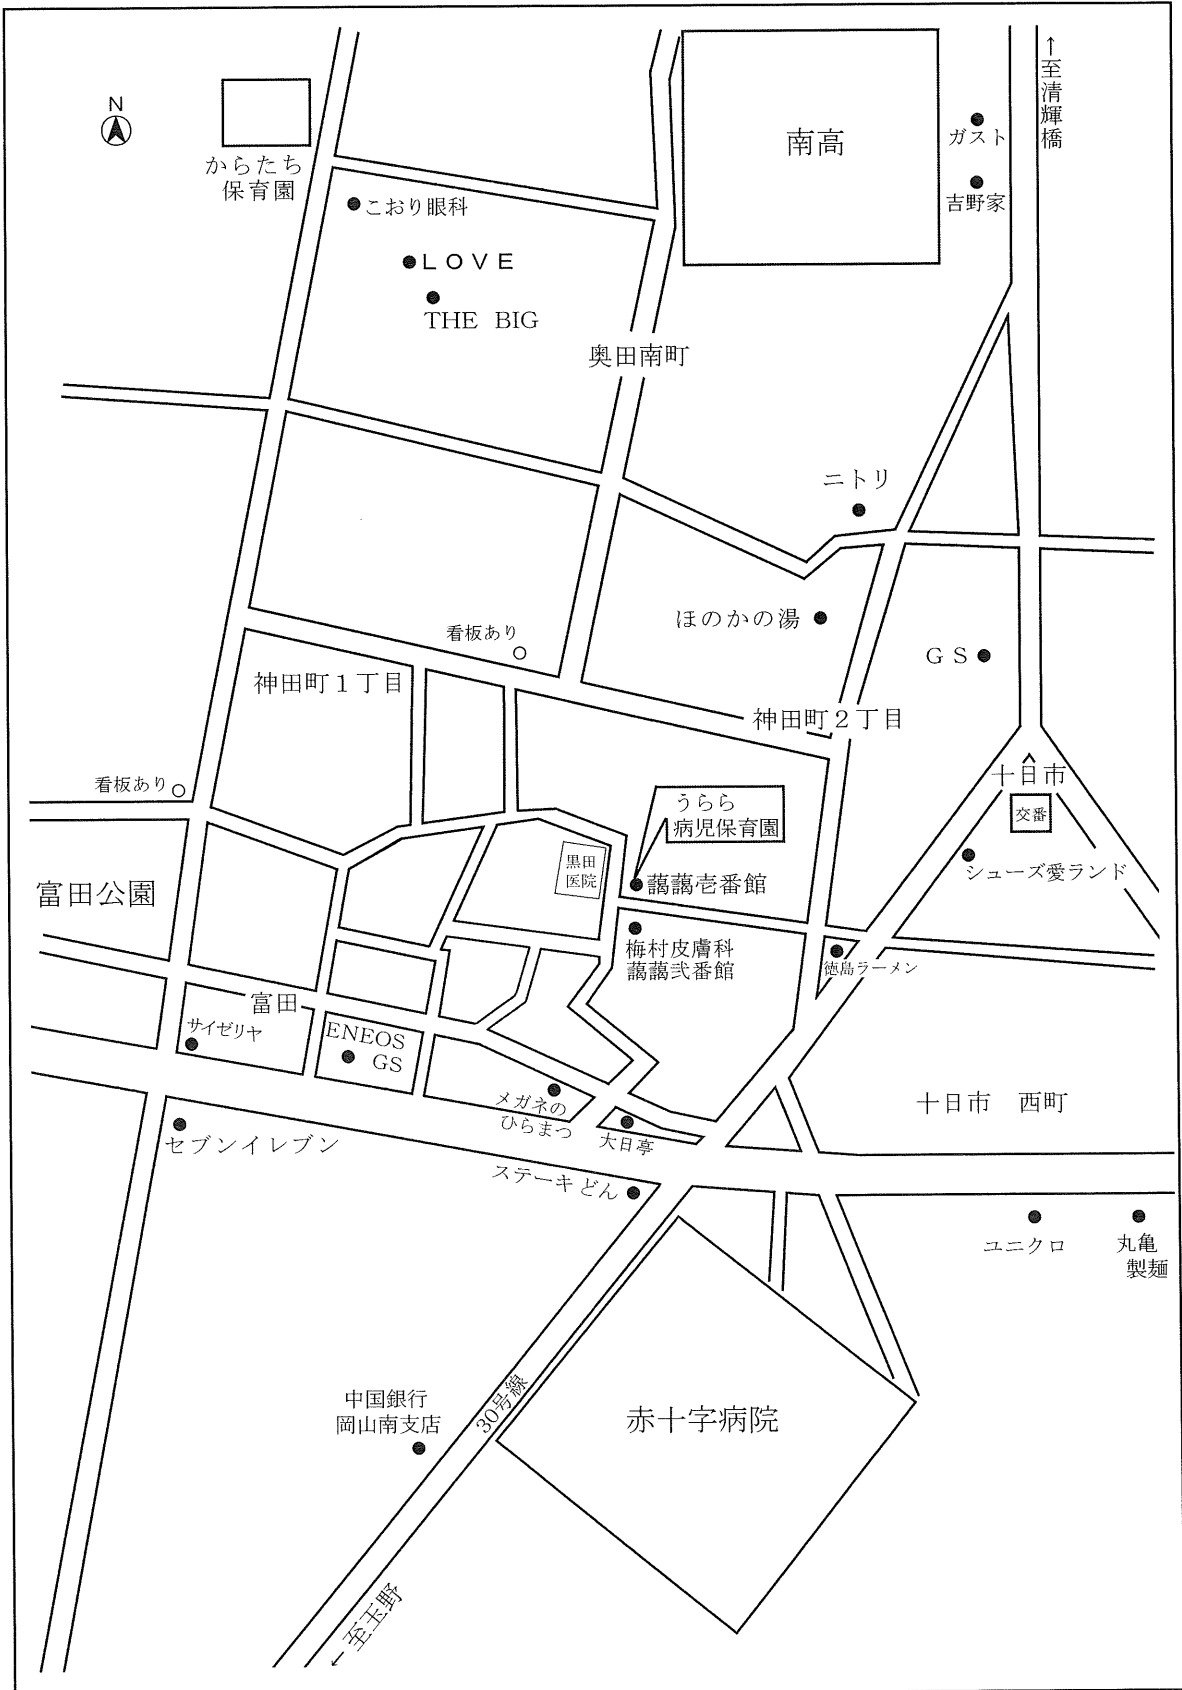 N
からたち
保育園
こおり眼科
LOVE
THE BIG
南高
ガスト
吉野家
↑至清輝橋
奥田南町
ニトリ
ほのかの湯
GS
看板あり
神田町1丁目
神田町2丁目
看板あり
十日市
交番
シューズ愛ランド
うらら
病児保育園
黒田
医院
藹藹壱番館
富田公園
梅村皮膚科
藹藹弐番館
徳島ラーメン
富田
サイゼリヤ
ENEOS
GS
メガネの
ひらまつ
大日亭
十日市 西町
セブンイレブン
ステーキどん
ユニクロ
丸亀
製麺
中国銀行
岡山南支店
30号線
赤十字病院
←至玉野